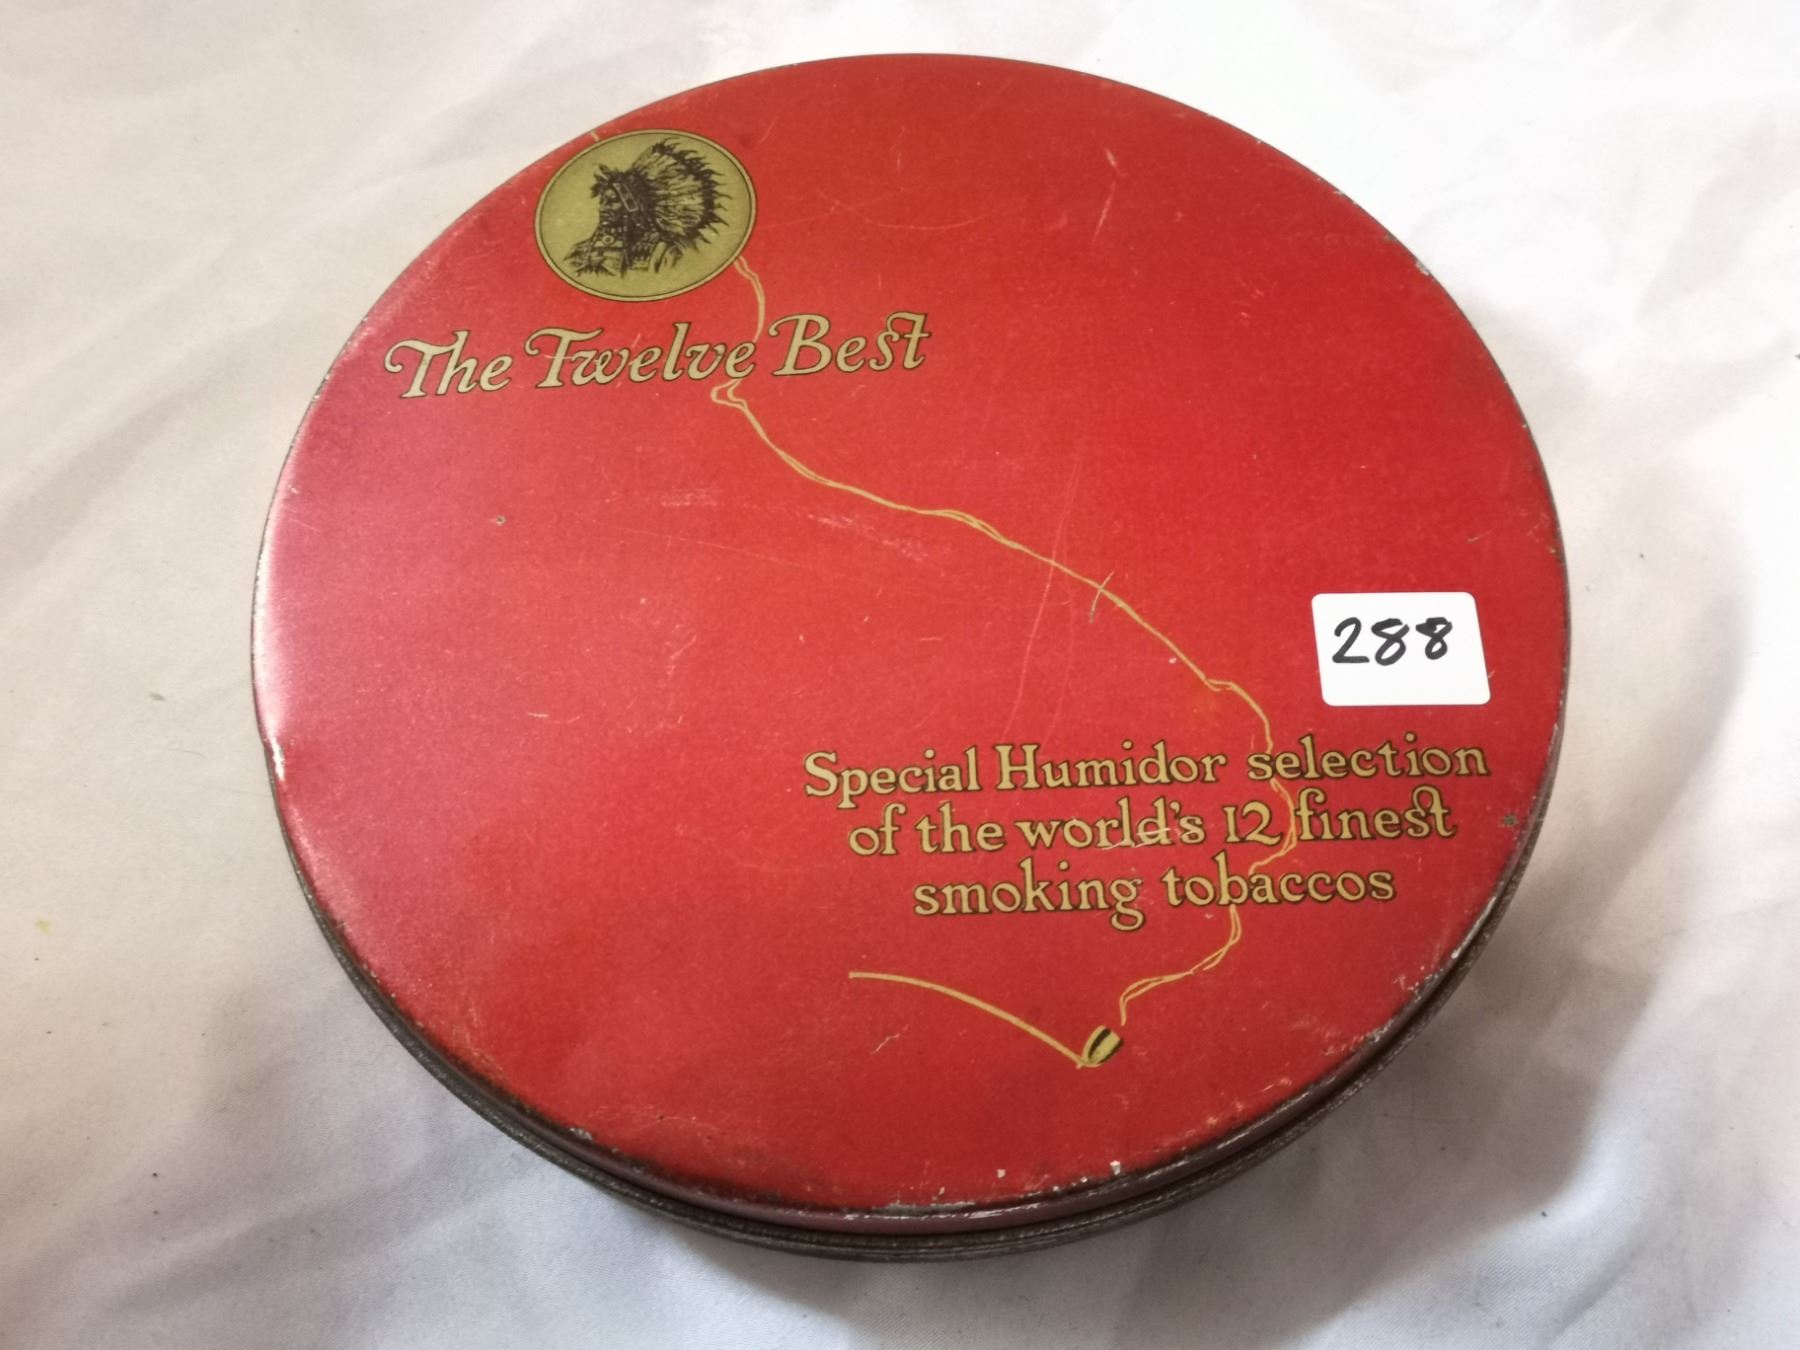 The Twelve Best
288
Special Humidor selection
of the world's 12 finest
smoking tobaccos